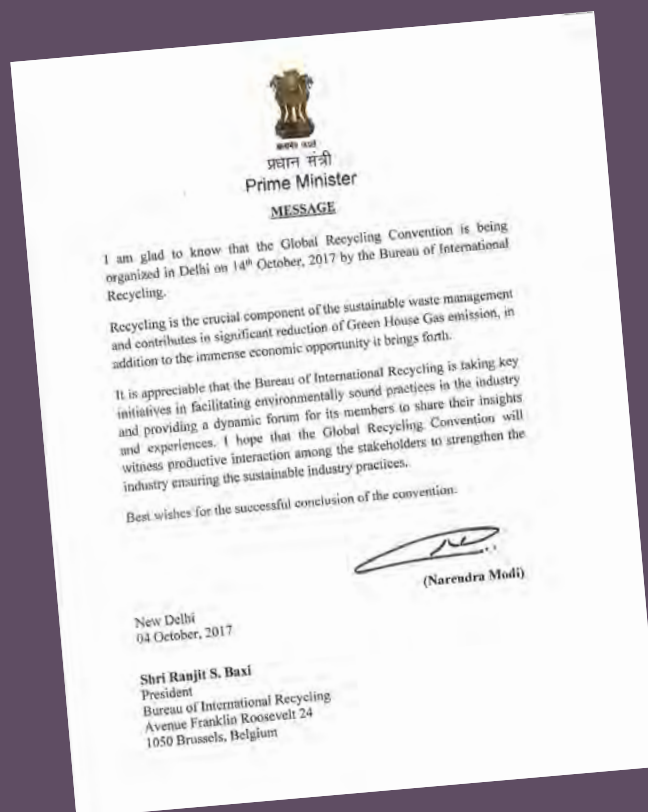 प्रधान मंत्री
Prime Minister
MESSAGE
I am glad to know that the Global Recycling Convention is being
organized in Delhi on 14th October, 2017 by the Bureau of International
Recycling.
Recycling is the crucial component of the sustainable waste management
and contributes in significant reduction of Green House Gas emission, in
addition to the immense economic opportunity it brings forth.
It is appreciable that the Bureau of International Recycling is taking key
initiatives in facilitating environmentally sound practices in the industry
and providing a dynamic forum for its members to share their insights
and experiences. I hope that the Global Recycling Convention will
witness productive interaction among the stakeholders to strengthen the
industry ensuring the sustainable industry practices.
Best wishes for the successful conclusion of the convention.
(Narendra Modi)
New Delhi
04 October, 2017
Shri Ranjit S. Baxi
President
Bureau of International Recycling
Avenue Franklin Roosevelt 24
1050 Brussels, Belgium